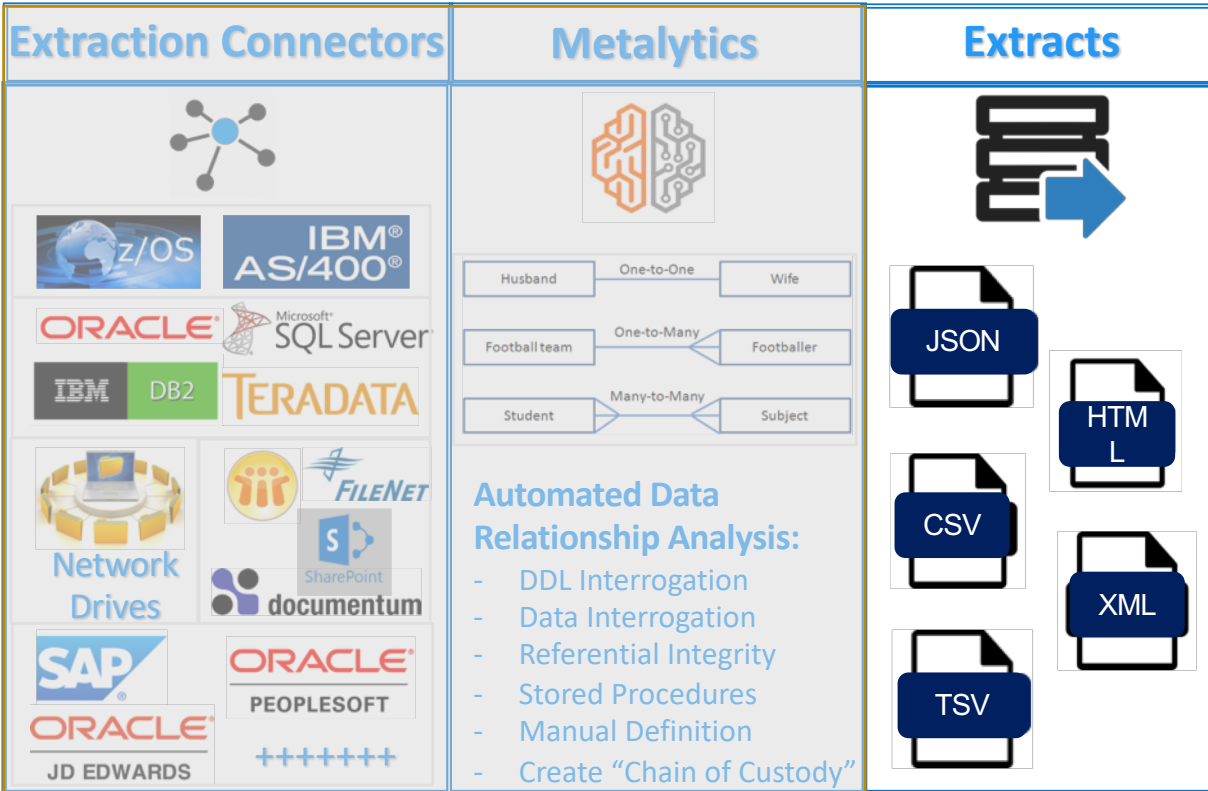 Extraction Connectors
Metalytics
Extracts
z/OS
IBM®
AS/400®
ORACLE®
Microsoft®
SQL Server®
IBM DB2
TERADATA
Network
Drives
FILENET
S
SharePoint
documentum
SAP®
ORACLE®
PEOPLESOFT
ORACLE®
JD EDWARDS
+++++++
Husband One-to-One Wife
Football team One-to-Many Footballer
Student Many-to-Many Subject
Automated Data
Relationship Analysis:
- DDL Interrogation
- Data Interrogation
- Referential Integrity
- Stored Procedures
- Manual Definition
- Create “Chain of Custody”
JSON
HTM
L
CSV
XML
TSV